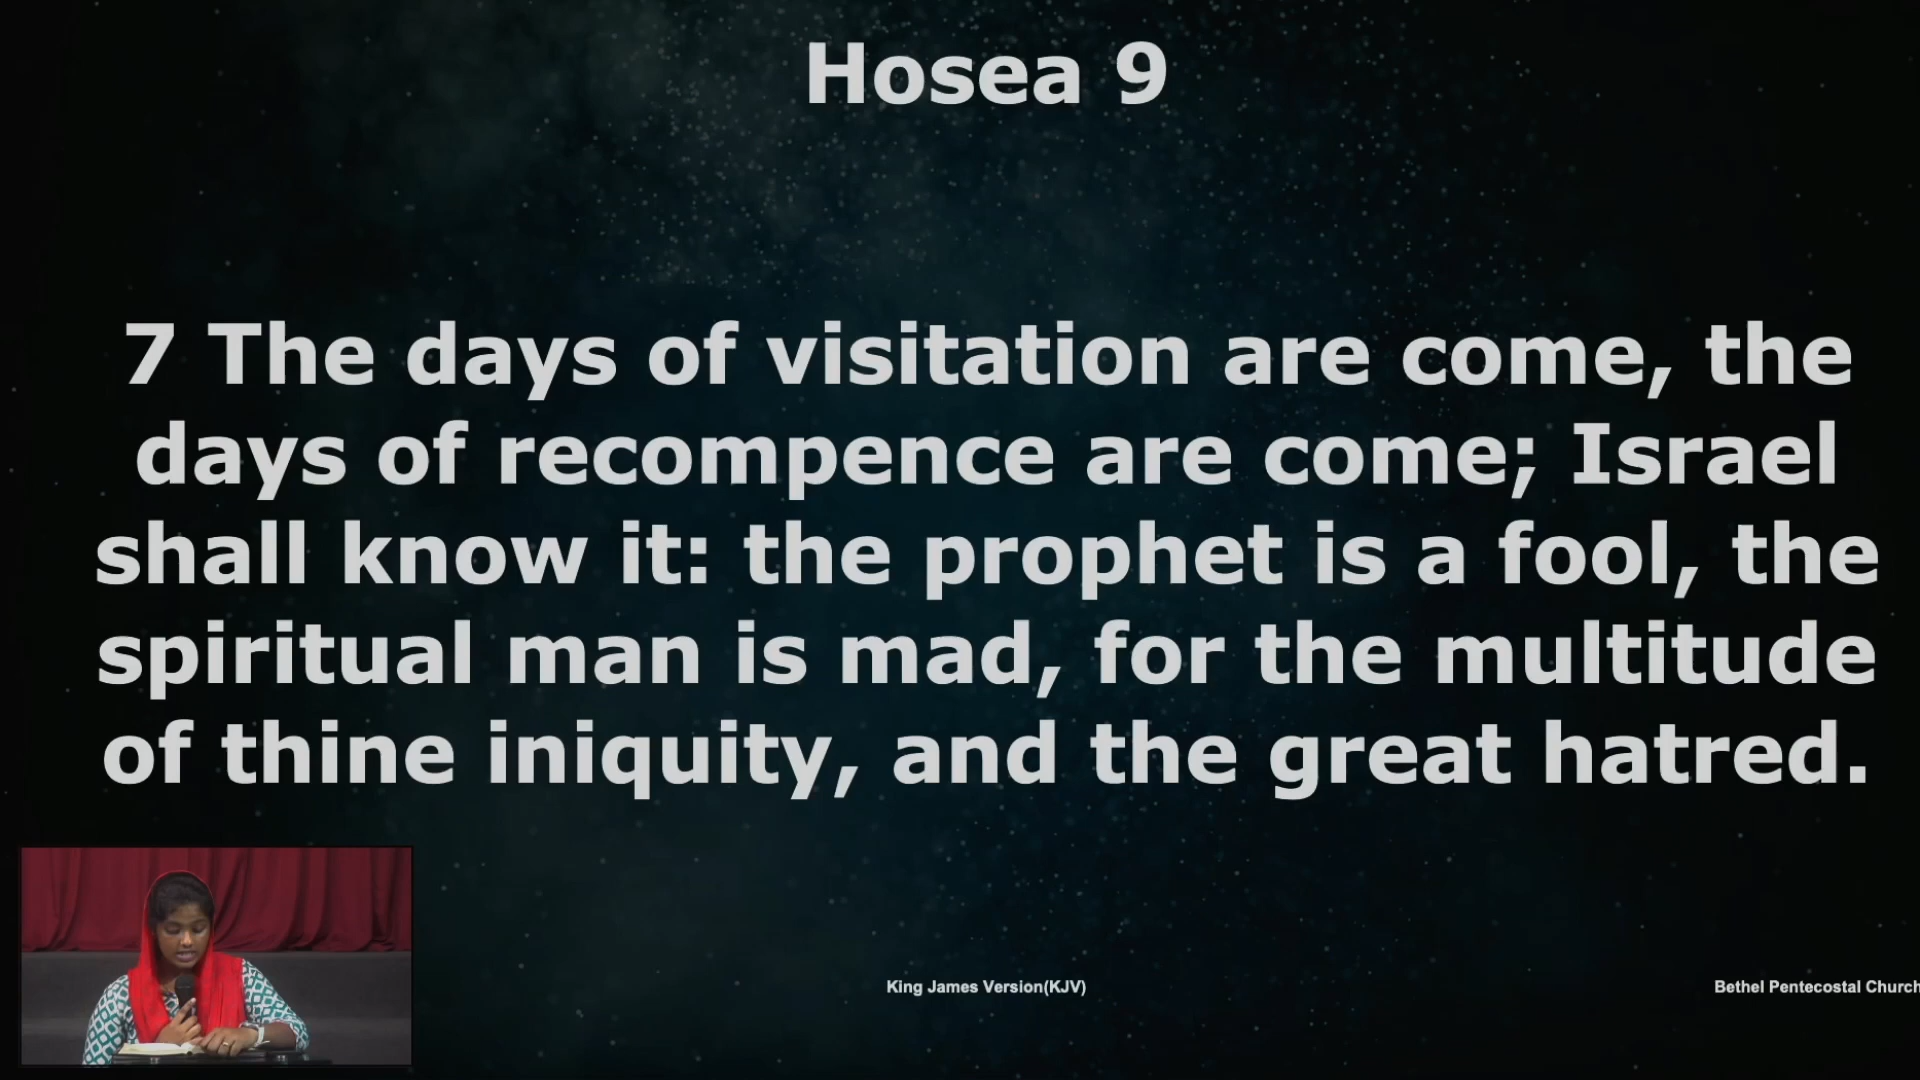 Hosea 9
7 The days of visitation are come, the
days of recompence are come; Israel
shall know it: the prophet is a fool, the
spiritual man is mad, for the multitude
of thine iniquity, and the great hatred.
King James Version(KJV)
Bethel Pentecostal Church